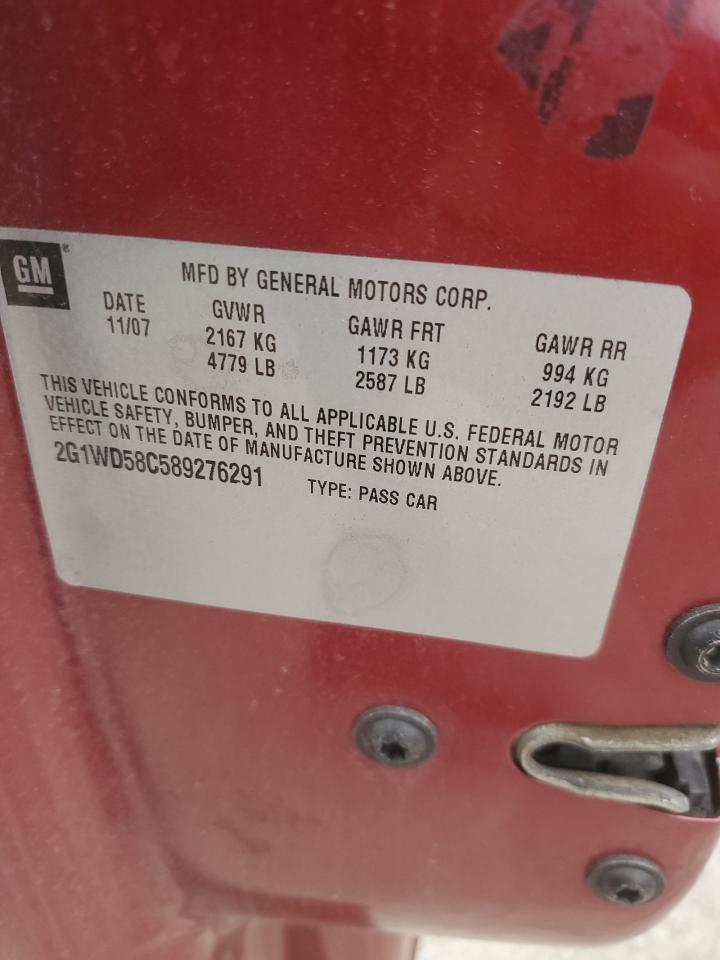 GM®
MFD BY GENERAL MOTORS CORP.
DATE GVWR GAWR FRT GAWR RR
11/07 2167 KG 1173 KG 994 KG
4779 LB 2587 LB 2192 LB
THIS VEHICLE CONFORMS TO ALL APPLICABLE U.S. FEDERAL MOTOR
VEHICLE SAFETY, BUMPER, AND THEFT PREVENTION STANDARDS IN
EFFECT ON THE DATE OF MANUFACTURE SHOWN ABOVE.
2G1WD58C589276291 TYPE: PASS CAR